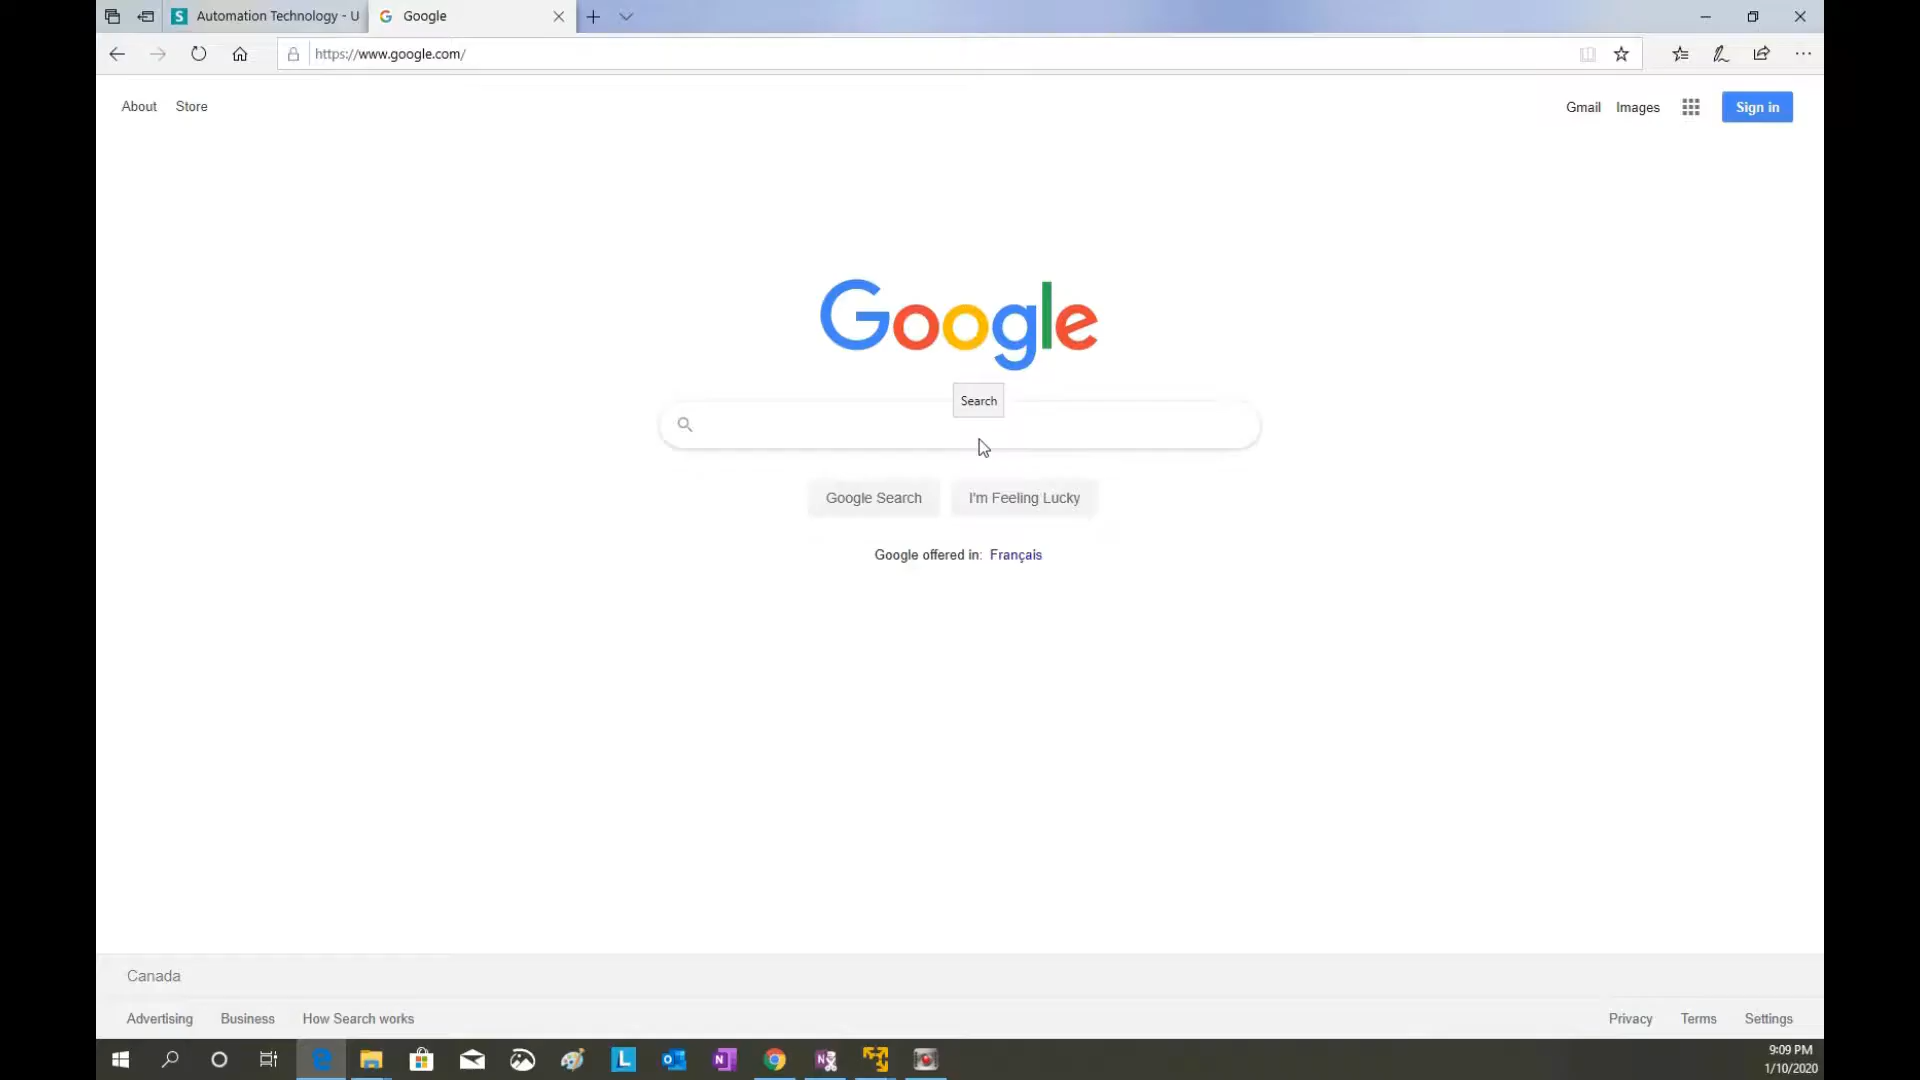 Automation Technology - U
Google
https://www.google.com/
About Store
Gmail Images Sign in
Google
Search
Google Search I'm Feeling Lucky
Google offered in: Français
Canada
Advertising Business How Search works
Privacy Terms Settings
9:09 PM
1/10/2020